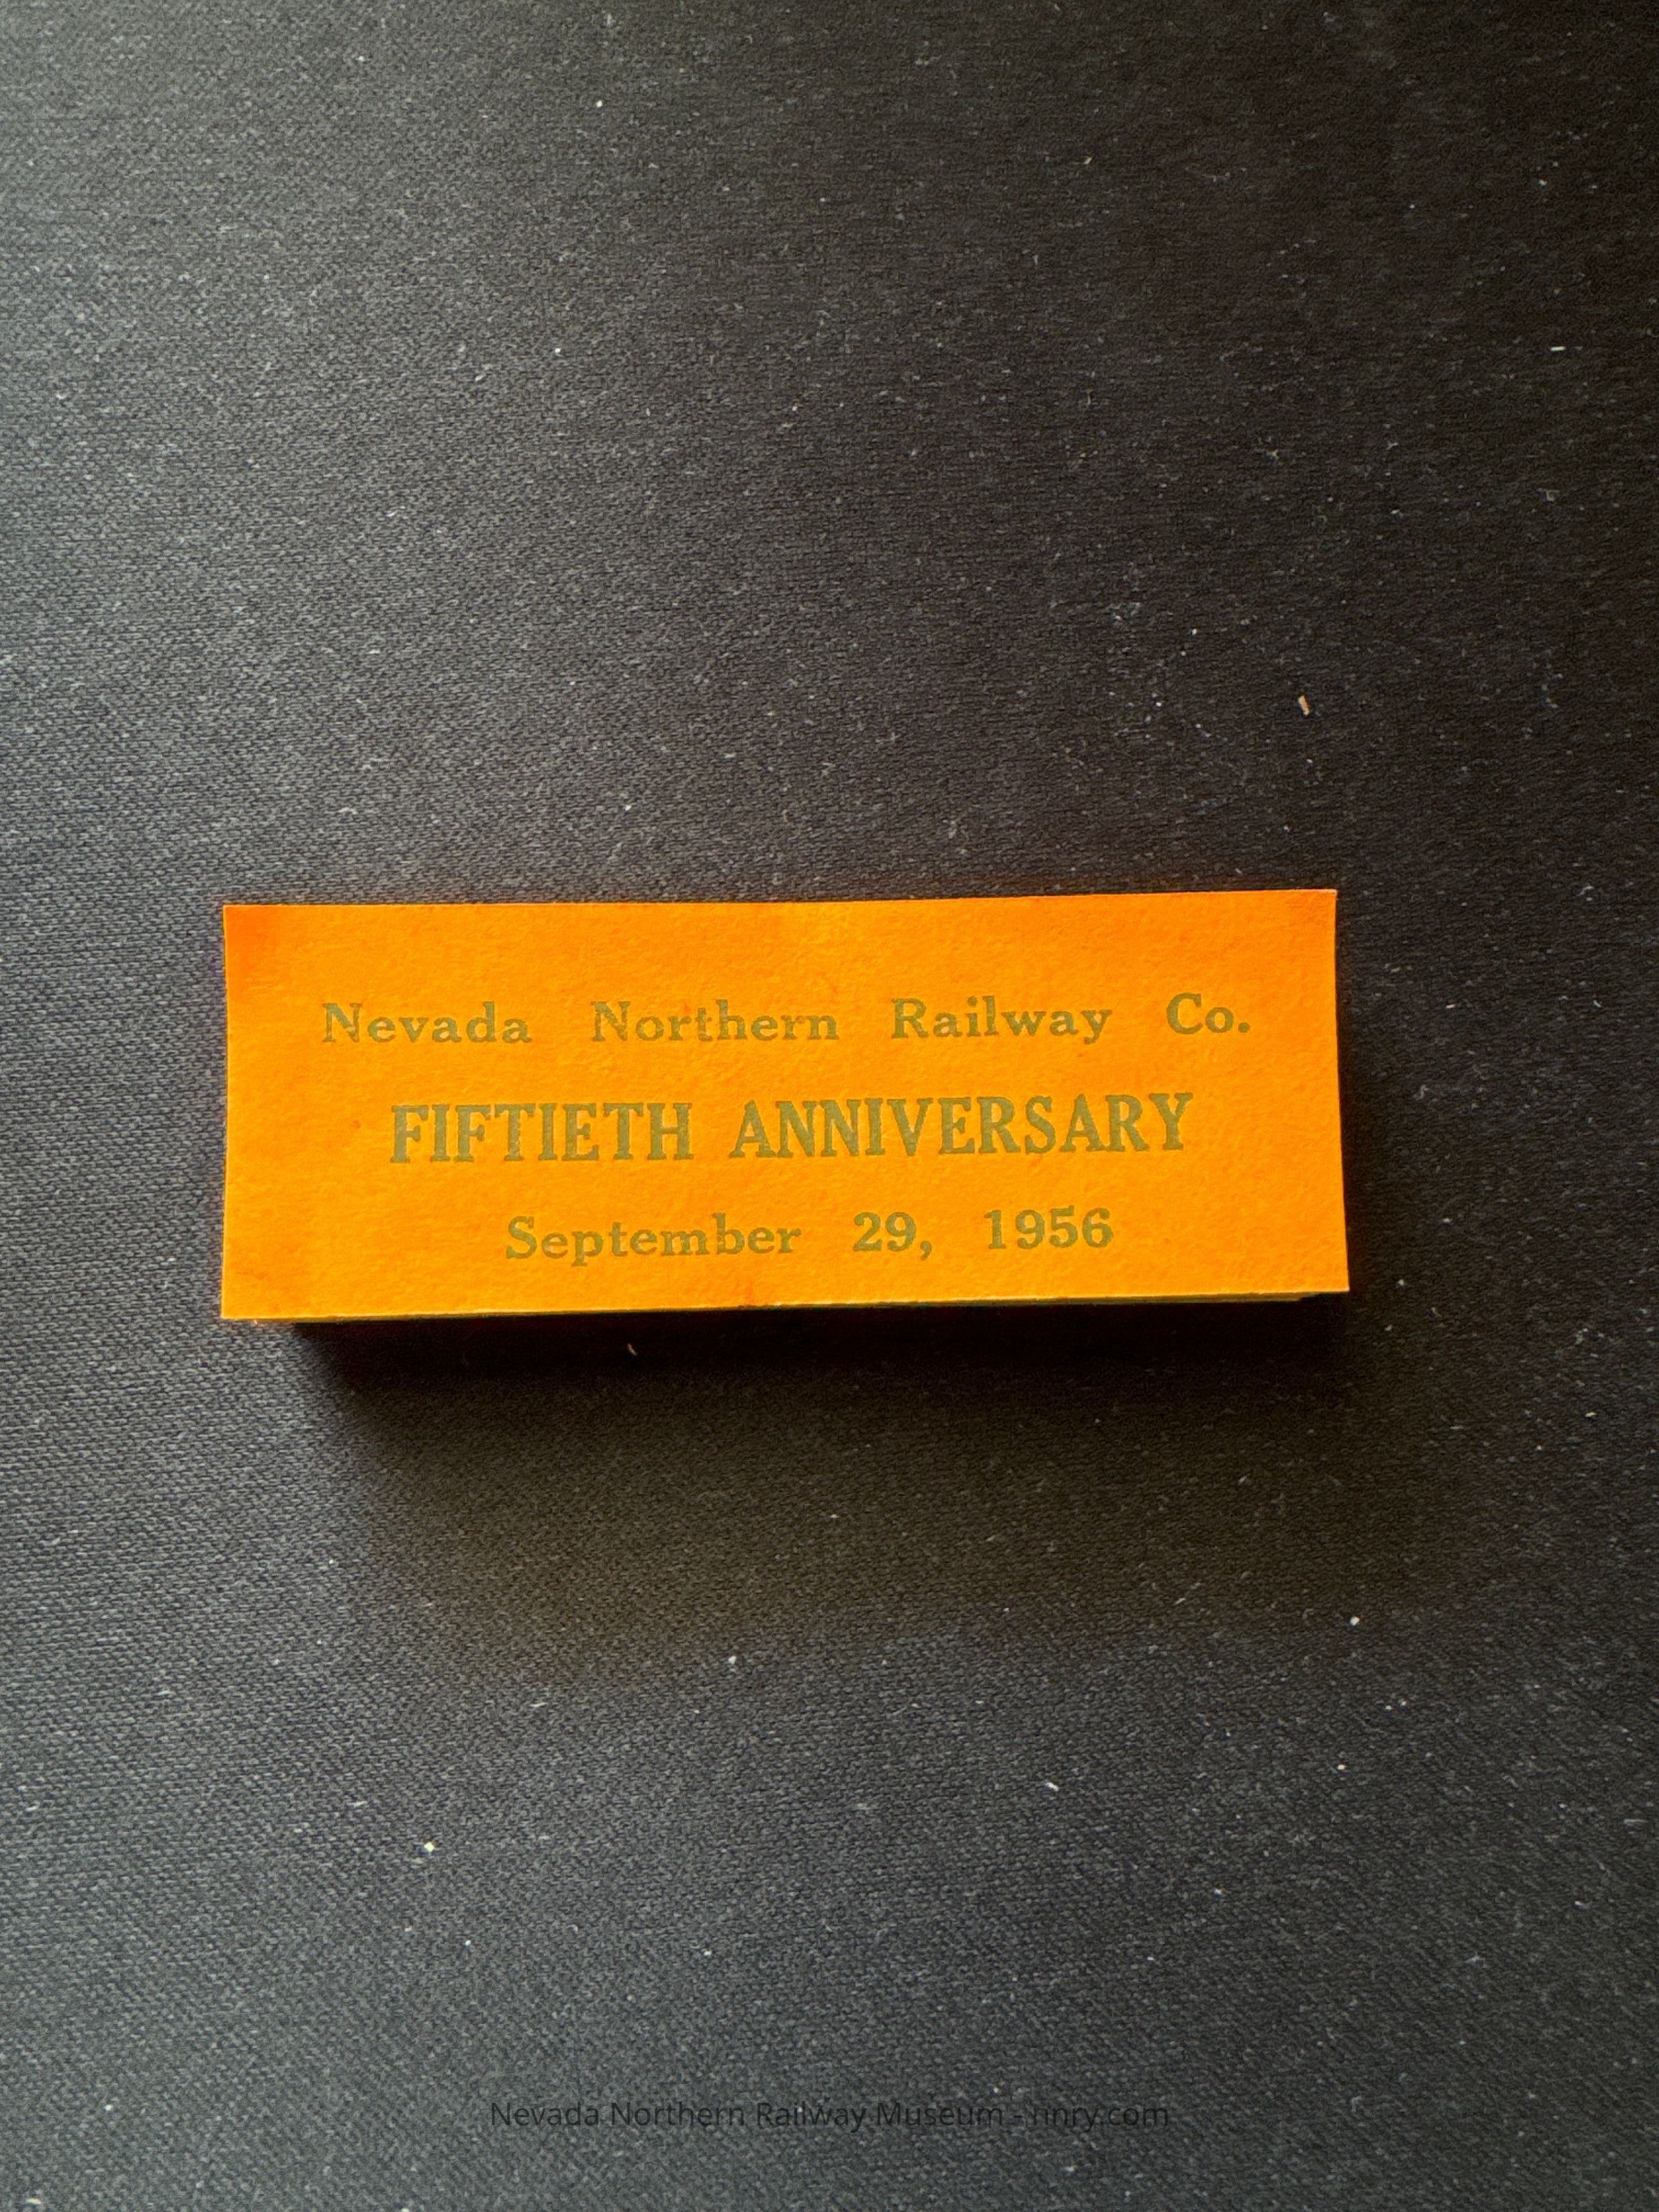 Nevada Northern Railway Co.
FIFTIETH ANNIVERSARY
September 29, 1956
Nevada Northern Railway Museum - nnry.com